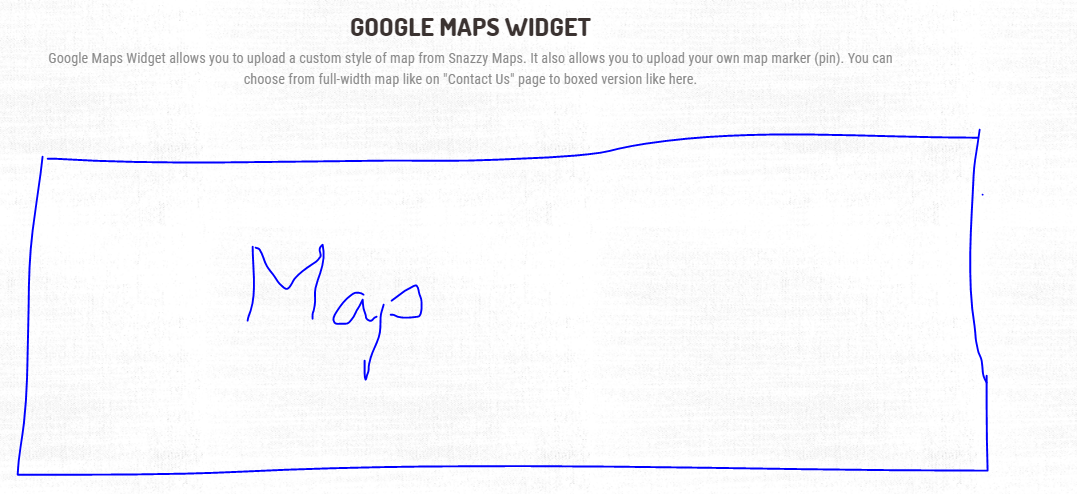 GOOGLE MAPS WIDGET
Google Maps Widget allows you to upload a custom style of map from Snazzy Maps. It also allows you to upload your own map marker (pin). You can
choose from full-width map like on "Contact Us" page to boxed version like here.
Map